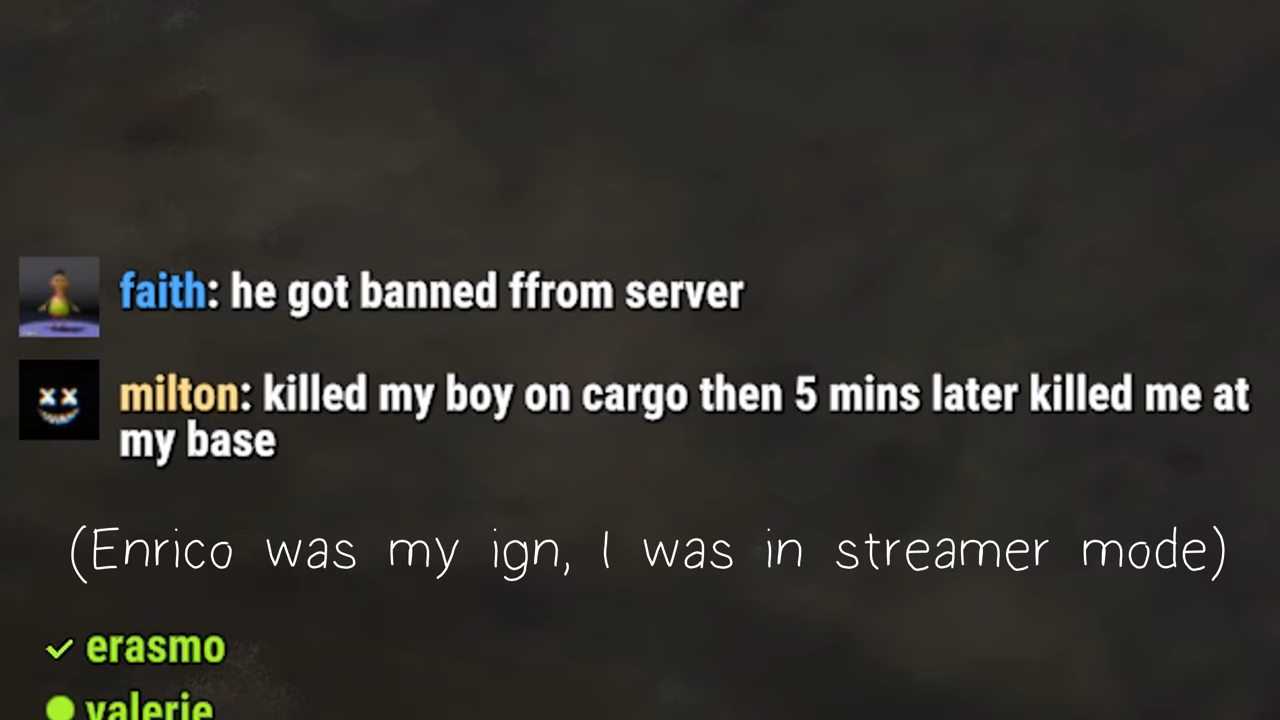 faith: he got banned ffrom server
milton: killed my boy on cargo then 5 mins later killed me at
my base
(Enrico was my ign, I was in streamer mode)
erasmo
valerie